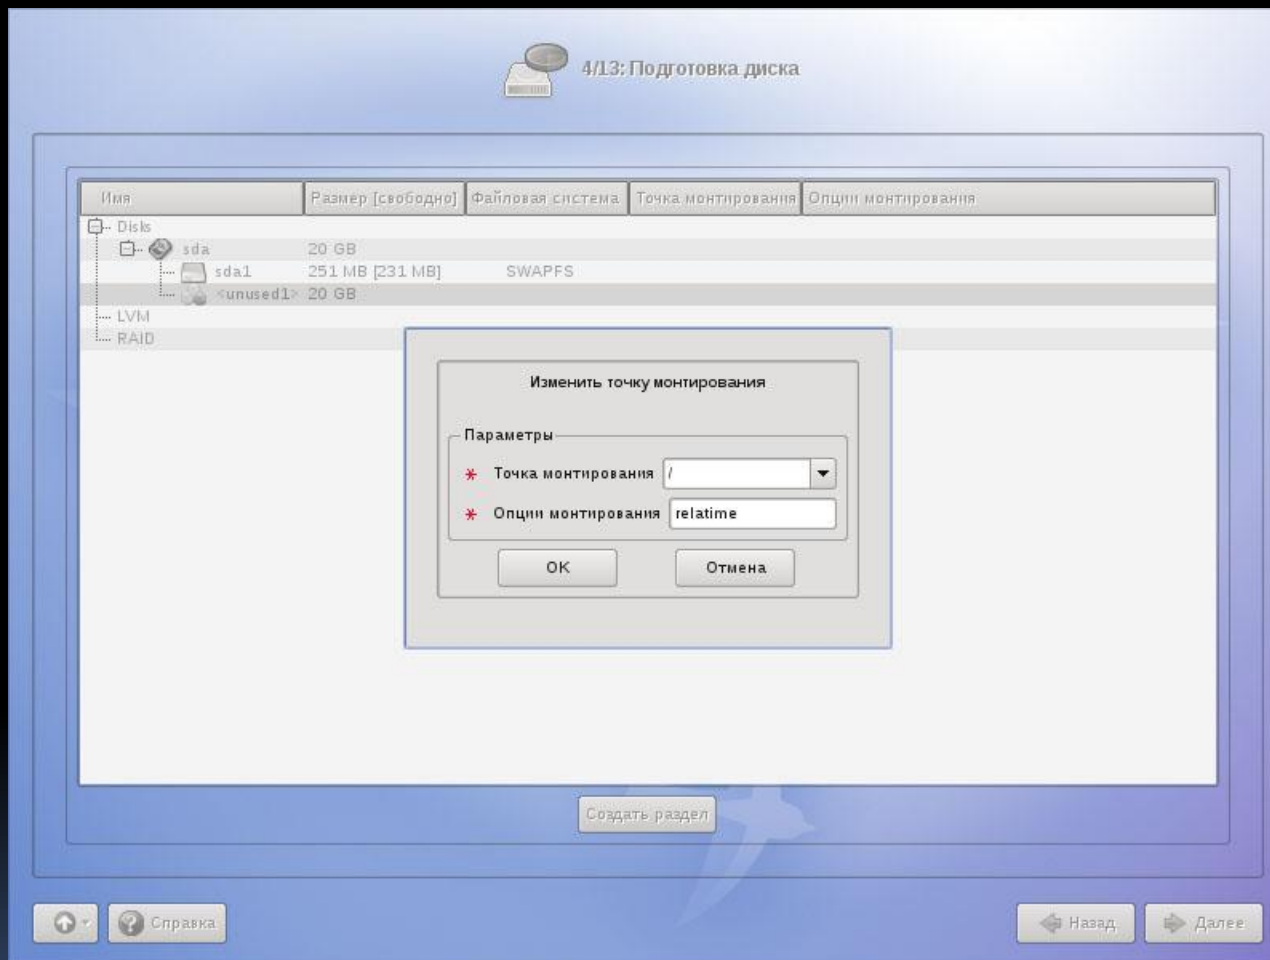 4/13: Подготовка диска
Имя Размер [свободно] Файловая система Точка монтирования Опции монтирования
Disks
sda 20 GB
sda1 251 MB [231 MB] SWAPFS
<unused1> 20 GB
LVM
RAID
Изменить точку монтирования
Параметры
* Точка монтирования /
* Опции монтирования relatime
OK Отмена
Создать раздел
Справка Назад Далее